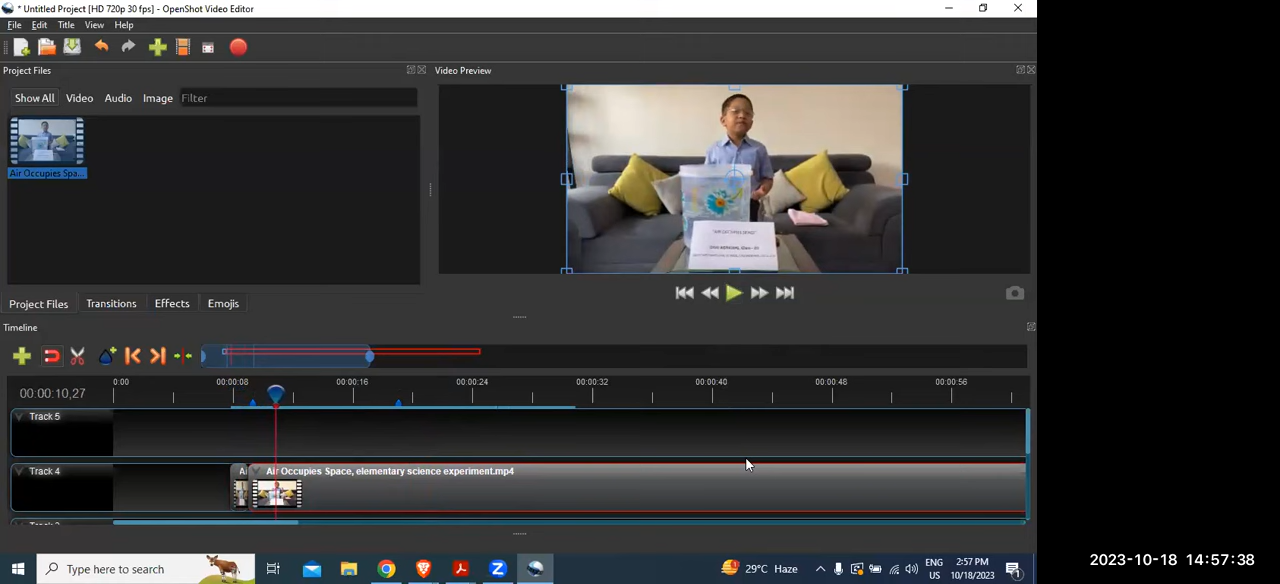 * Untitled Project [HD 720p 30 fps] - OpenShot Video Editor
File Edit Title View Help
Project Files
Video Preview
Show All Video Audio Image Filter
Air Occupies Spa...
Project Files Transitions Effects Emojis
Timeline
00:00:10,27
0:00 00:00:08 00:00:16 00:00:24 00:00:32 00:00:40 00:00:48 00:00:56
Track 5
Track 4
Ai
Air Occupies Space, elementary science experiment.mp4
Type here to search
29°C Haze
ENG
US
2:57 PM
10/18/2023
2023-10-18 14:57:38